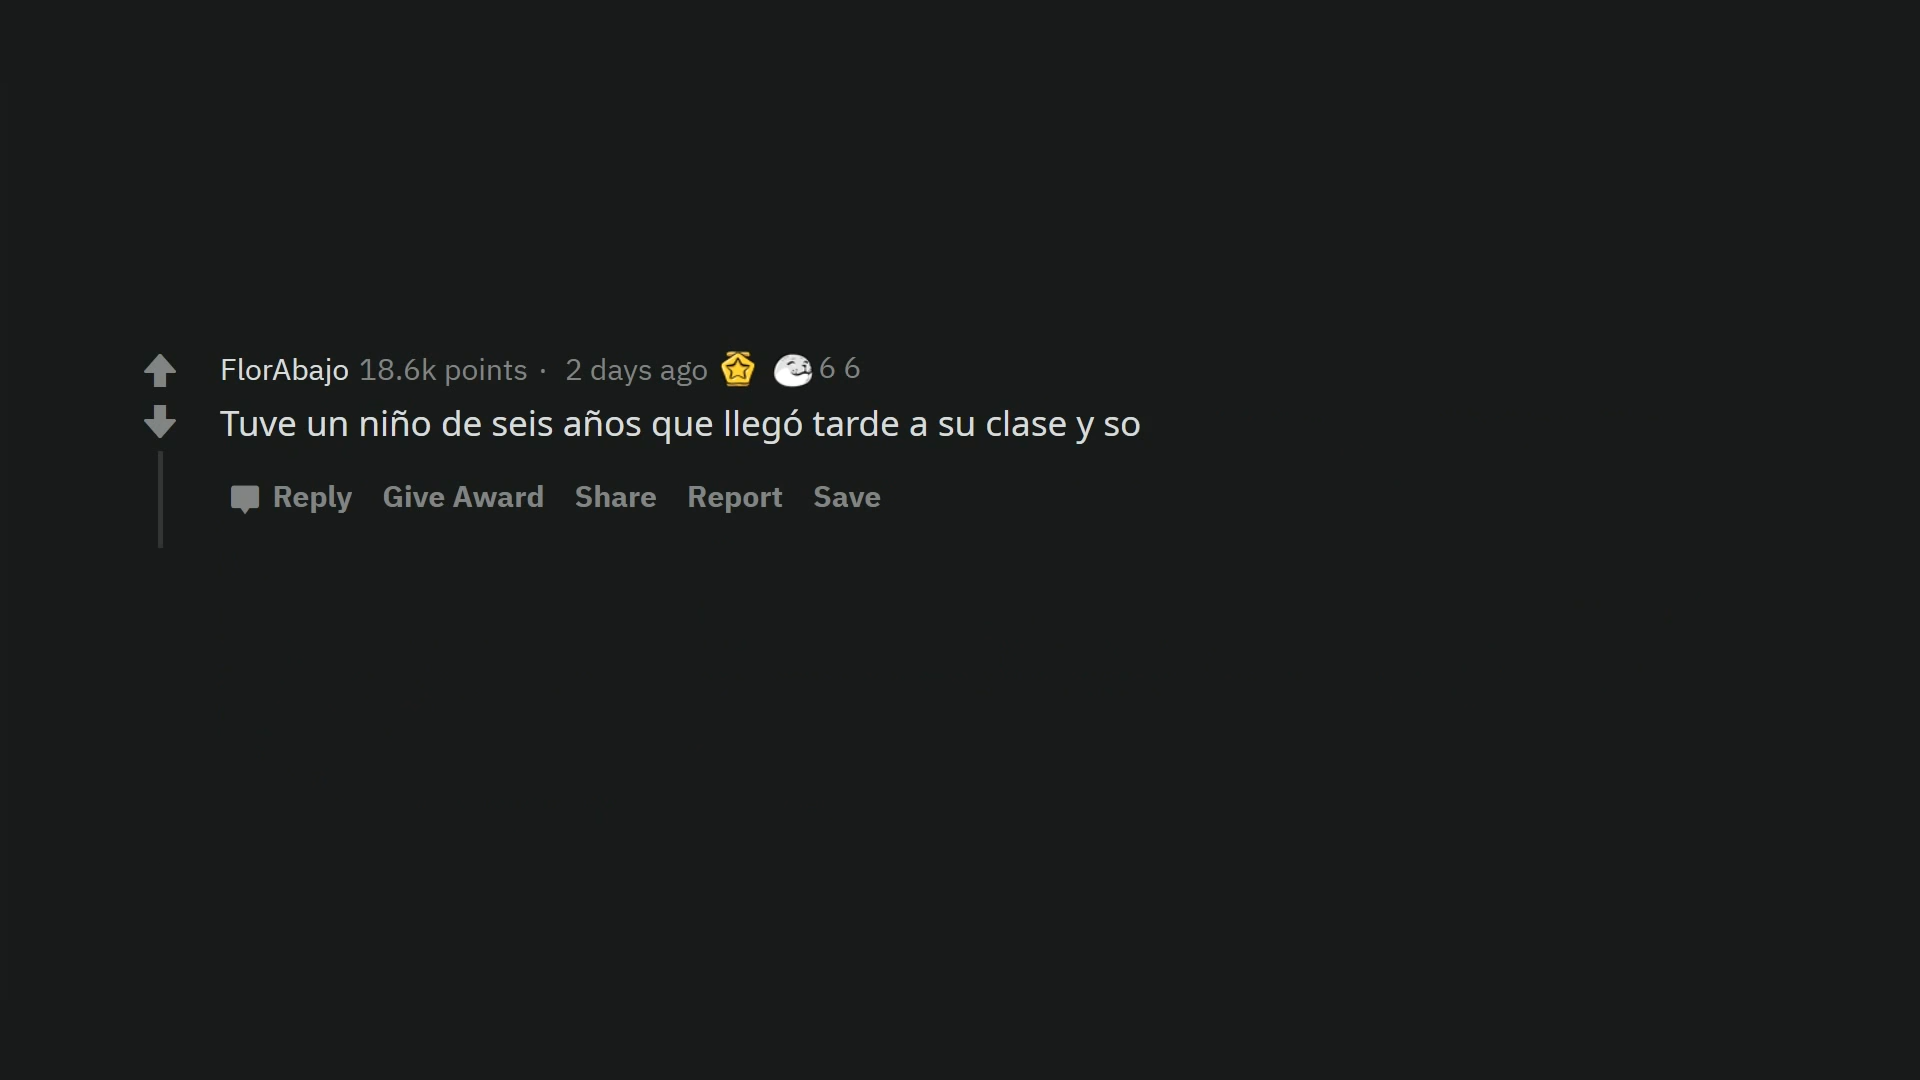 FlorAbajo 18.6k points · 2 days ago 6 6
Tuve un niño de seis años que llegó tarde a su clase y so
Reply Give Award Share Report Save